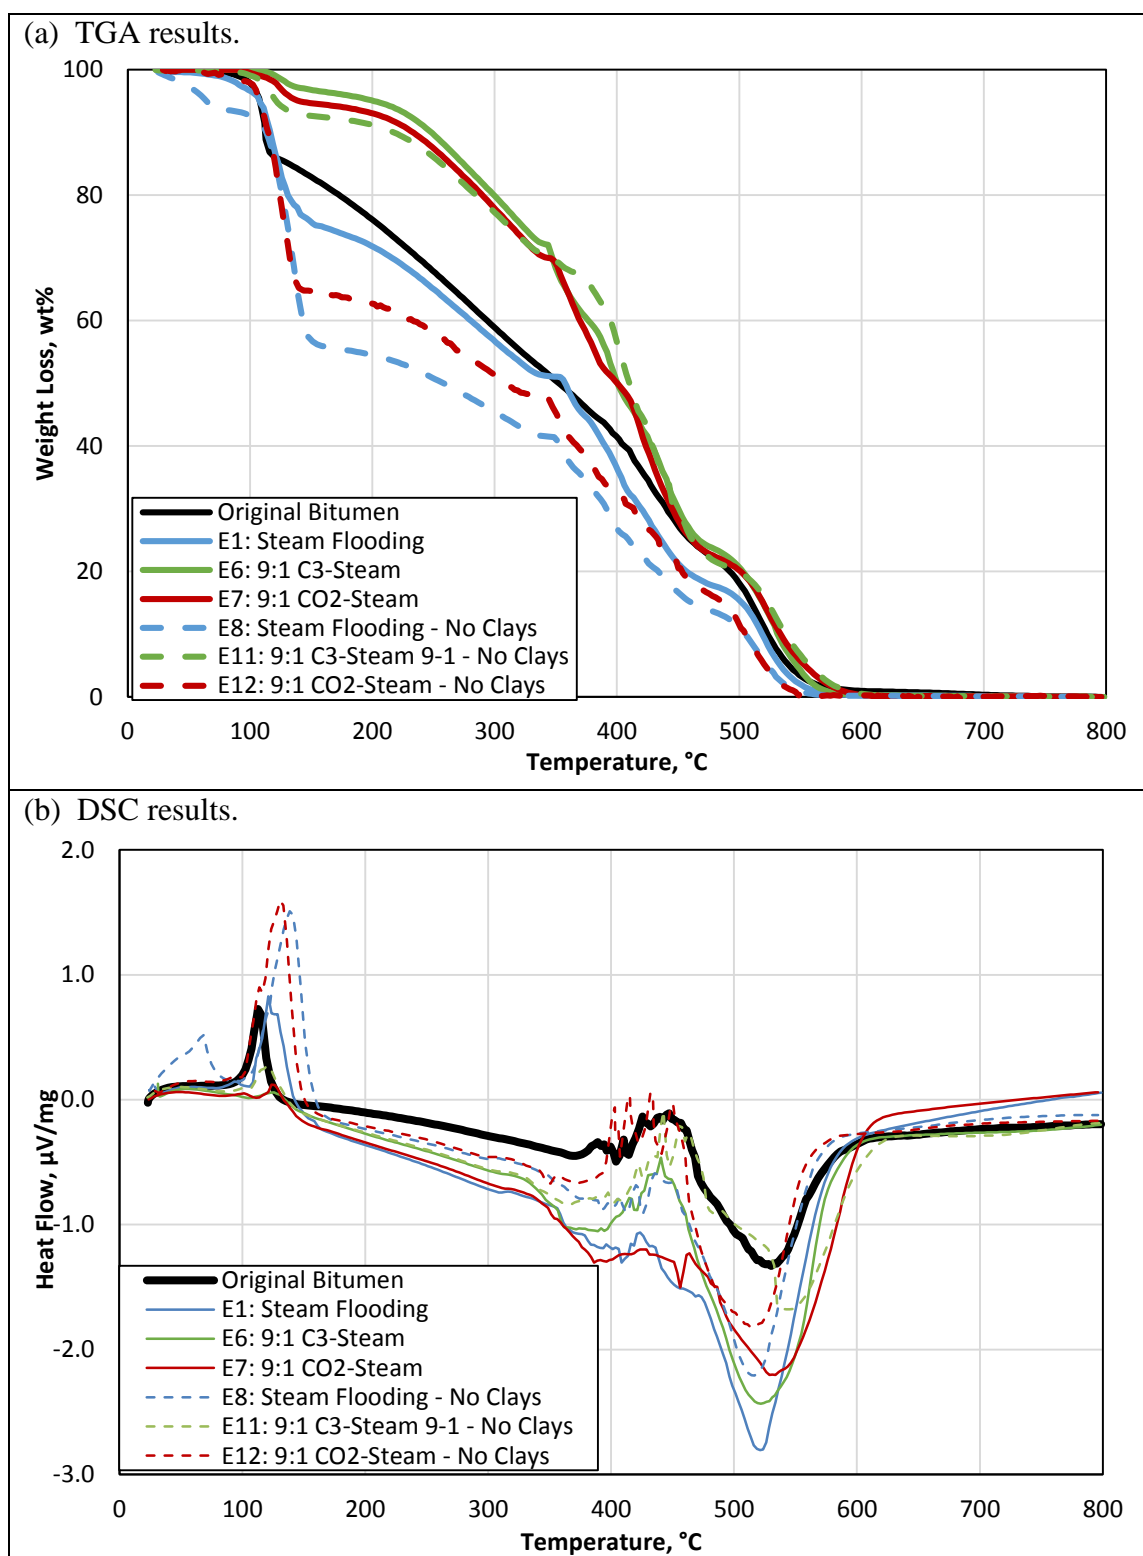 (a) TGA results.
100
80
60
40
20
0
Weight Loss, wt%
Original Bitumen
E1: Steam Flooding
E6: 9:1 C3-Steam
E7: 9:1 CO2-Steam
E8: Steam Flooding - No Clays
E11: 9:1 C3-Steam 9-1 - No Clays
E12: 9:1 CO2-Steam - No Clays
0 100 200 300 400 500 600 700 800
Temperature, °C
(b) DSC results.
2.0
1.0
0.0
-1.0
-2.0
-3.0
Heat Flow, µV/mg
Original Bitumen
E1: Steam Flooding
E6: 9:1 C3-Steam
E7: 9:1 CO2-Steam
E8: Steam Flooding - No Clays
E11: 9:1 C3-Steam 9-1 - No Clays
E12: 9:1 CO2-Steam - No Clays
0 100 200 300 400 500 600 700 800
Temperature, °C